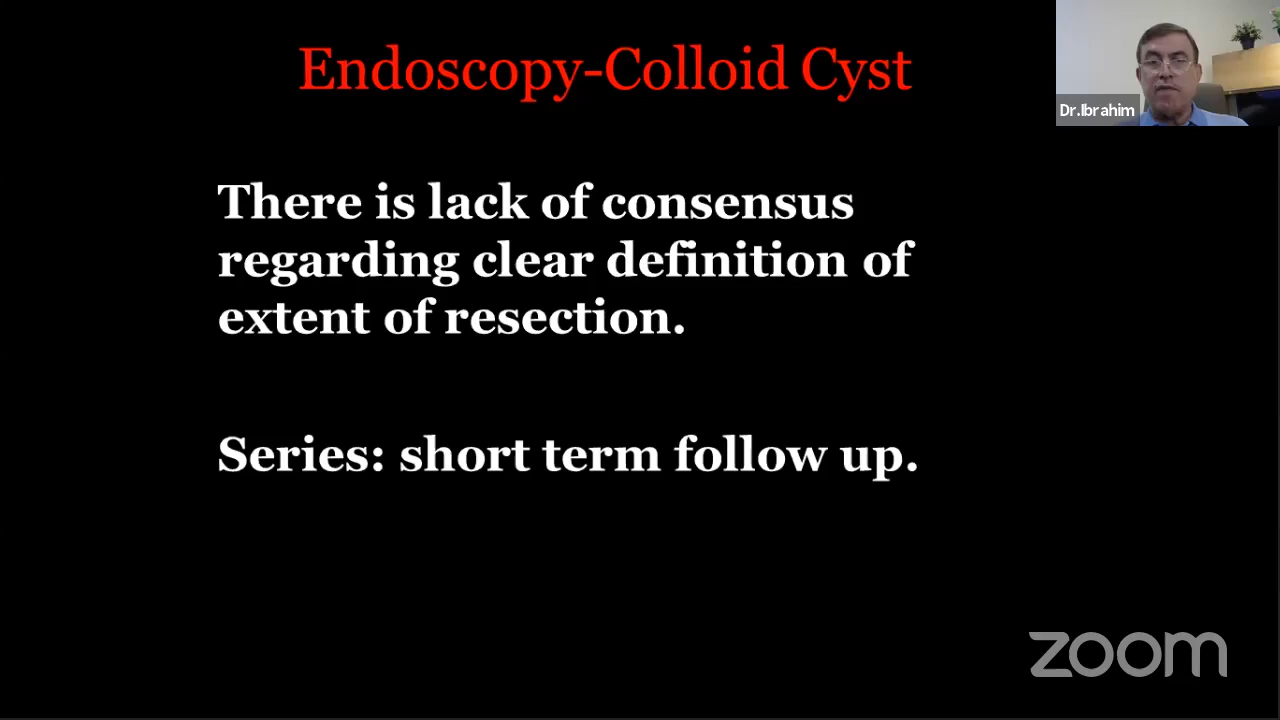 Endoscopy-Colloid Cyst
Dr.Ibrahim
There is lack of consensus
regarding clear definition of
extent of resection.
Series: short term follow up.
zoom